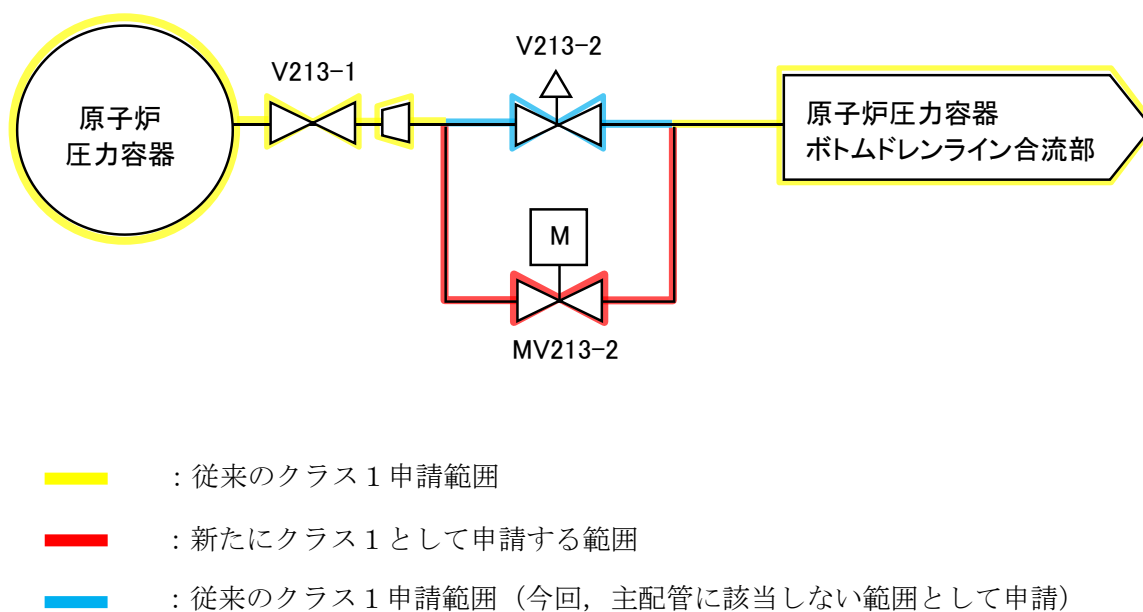 V213-1
V213-2
原子炉
圧力容器
原子炉圧力容器
ボトムドレンライン合流部
M
MV213-2
：従来のクラス１申請範囲
：新たにクラス１として申請する範囲
：従来のクラス１申請範囲（今回，主配管に該当しない範囲として申請）